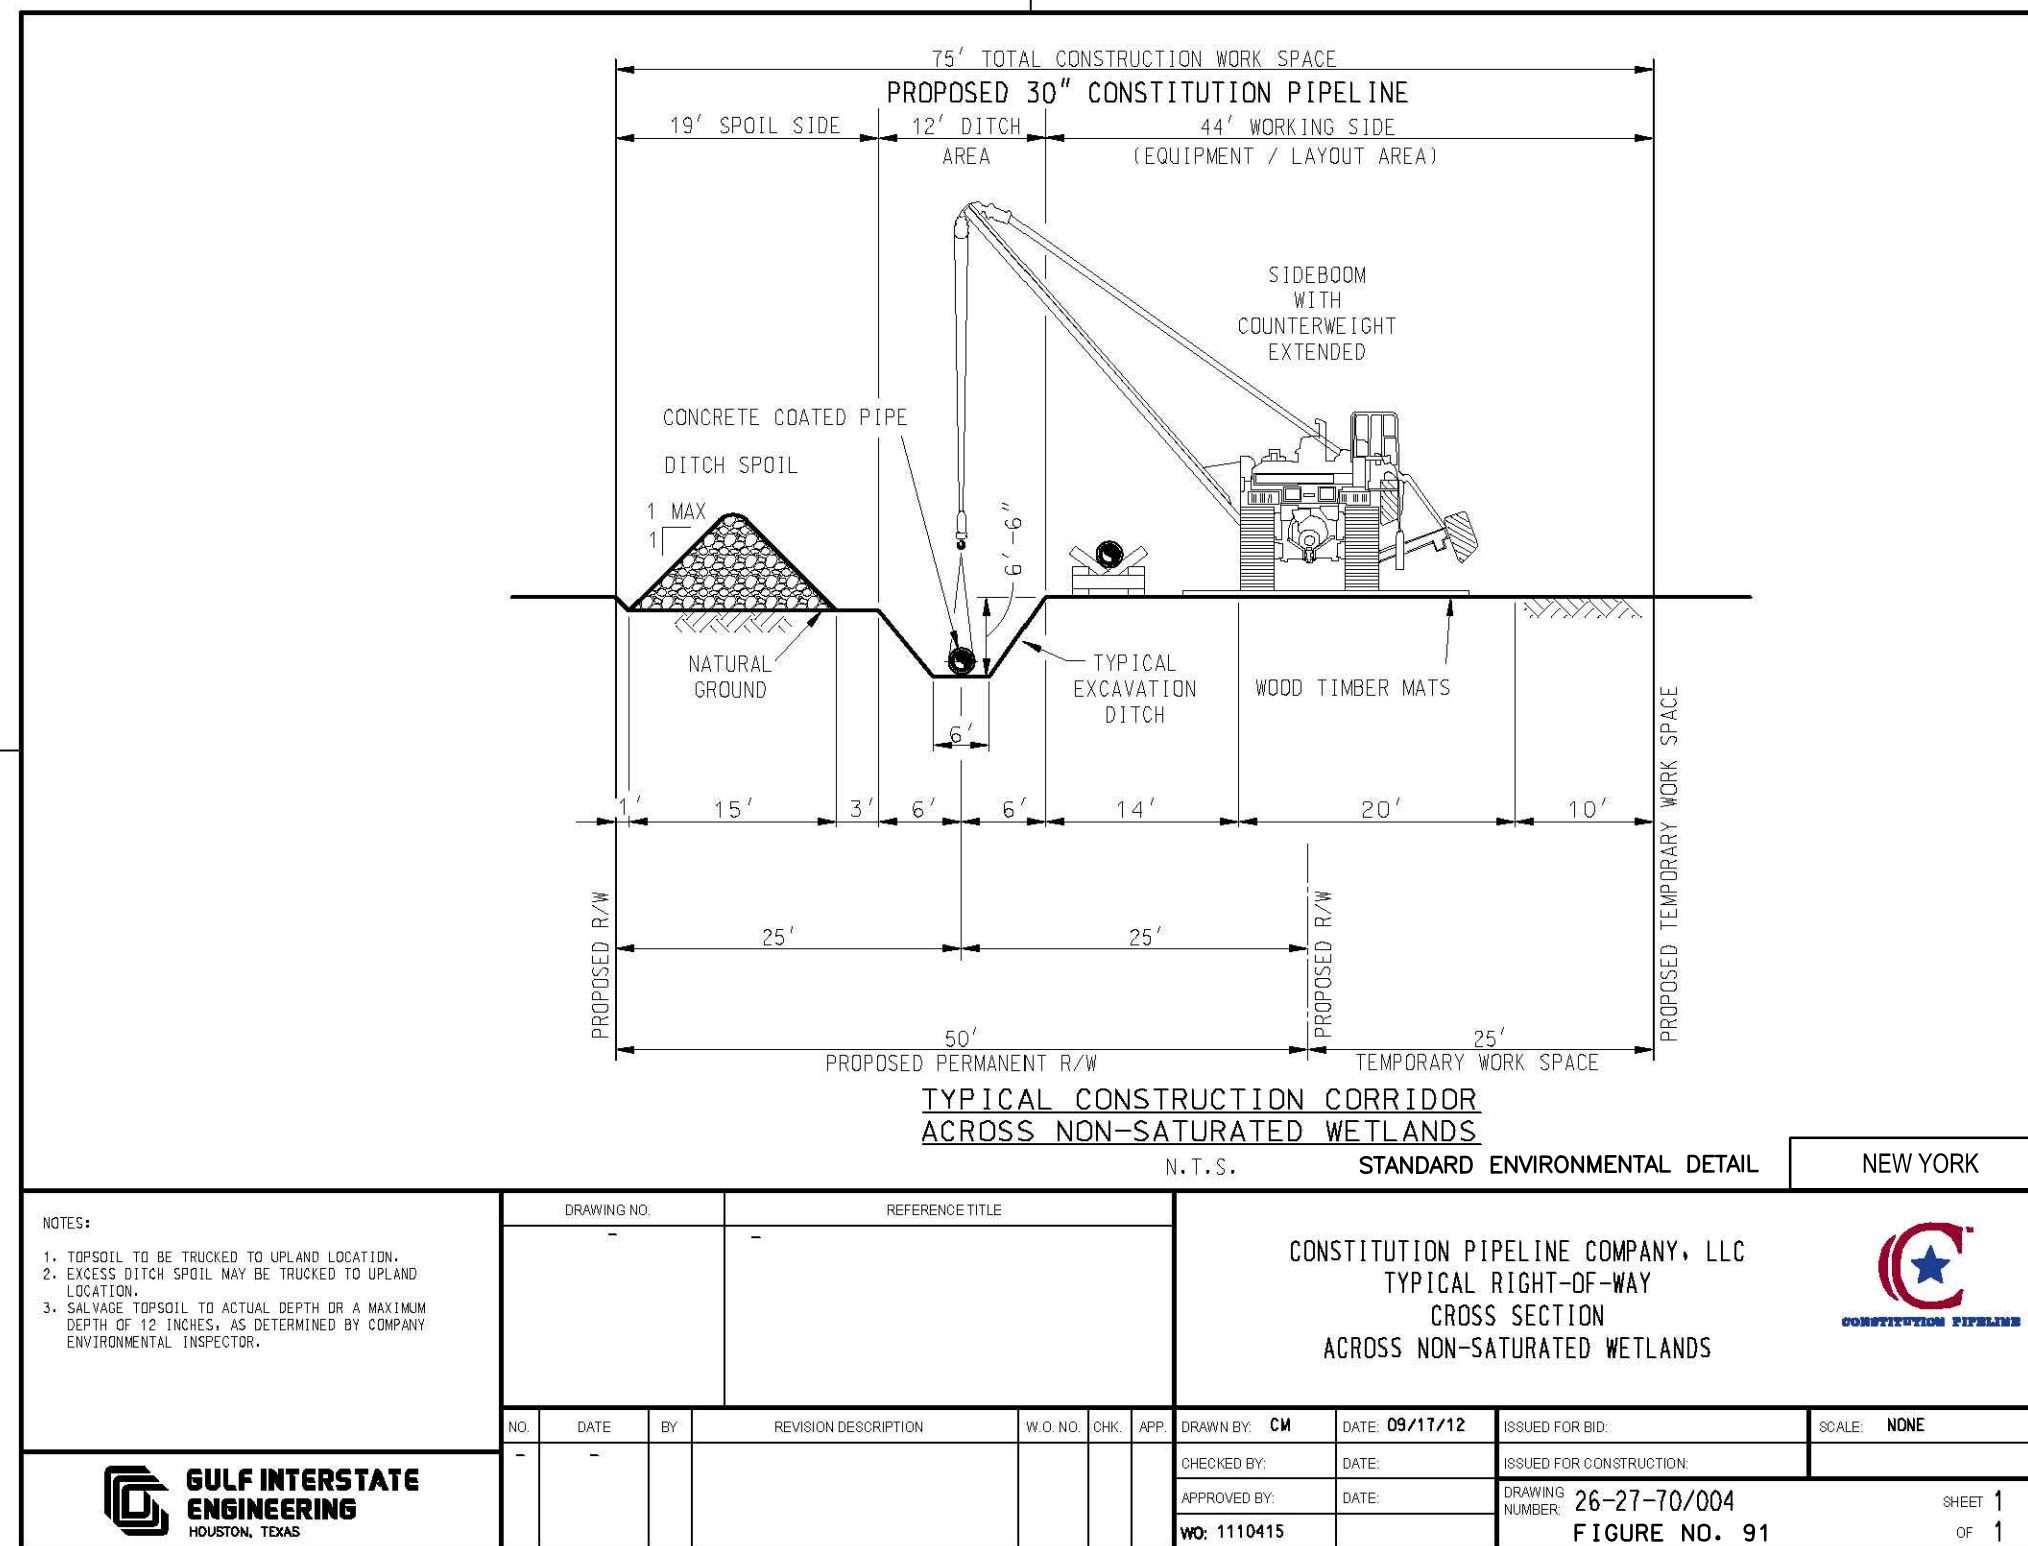 75' TOTAL CONSTRUCTION WORK SPACE
PROPOSED 30" CONSTITUTION PIPELINE
19' SPOIL SIDE
12' DITCH
AREA
44' WORKING SIDE
(EQUIPMENT / LAYOUT AREA)
SIDEBOOM
WITH
COUNTERWEIGHT
EXTENDED
CONCRETE COATED PIPE
DITCH SPOIL
1 MAX
1
6'-6"
NATURAL
GROUND
TYPICAL
EXCAVATION
DITCH
WOOD TIMBER MATS
6'
1'
15'
3'
6'
6'
14'
20'
10'
PROPOSED R/W
25'
25'
PROPOSED R/W
PROPOSED TEMPORARY WORK SPACE
50'
PROPOSED PERMANENT R/W
25'
TEMPORARY WORK SPACE
TYPICAL CONSTRUCTION CORRIDOR
ACROSS NON-SATURATED WETLANDS
N.T.S.
STANDARD ENVIRONMENTAL DETAIL
NEW YORK
NOTES:
1. TOPSOIL TO BE TRUCKED TO UPLAND LOCATION.
2. EXCESS DITCH SPOIL MAY BE TRUCKED TO UPLAND
LOCATION.
3. SALVAGE TOPSOIL TO ACTUAL DEPTH OR A MAXIMUM
DEPTH OF 12 INCHES, AS DETERMINED BY COMPANY
ENVIRONMENTAL INSPECTOR.
GULF INTERSTATE
ENGINEERING
HOUSTON, TEXAS
DRAWING NO. REFERENCE TITLE
- -
NO. DATE BY REVISION DESCRIPTION W.O. NO. CHK. APP.
- -
CONSTITUTION PIPELINE COMPANY, LLC
TYPICAL RIGHT-OF-WAY
CROSS SECTION
ACROSS NON-SATURATED WETLANDS
C™
CONSTITUTION PIPELINE
DRAWN BY: CM DATE: 09/17/12 ISSUED FOR BID: SCALE: NONE
CHECKED BY: DATE: ISSUED FOR CONSTRUCTION:
APPROVED BY: DATE:
WO: 1110415
DRAWING
NUMBER: 26-27-70/004
FIGURE NO. 91
SHEET 1
OF 1